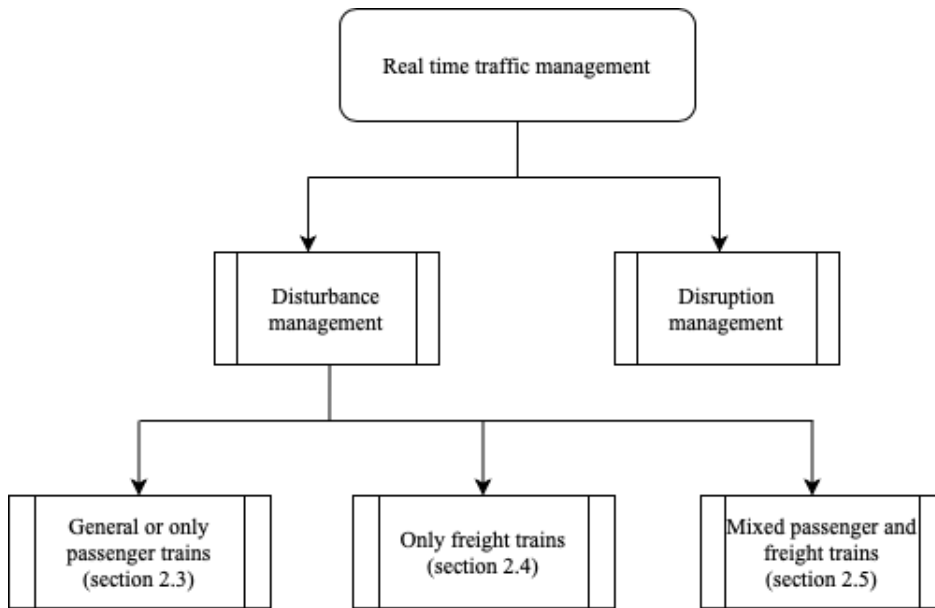 Real time traffic management
Disturbance
management
Disruption
management
General or only
passenger trains
(section 2.3)
Only freight trains
(section 2.4)
Mixed passenger and
freight trains
(section 2.5)